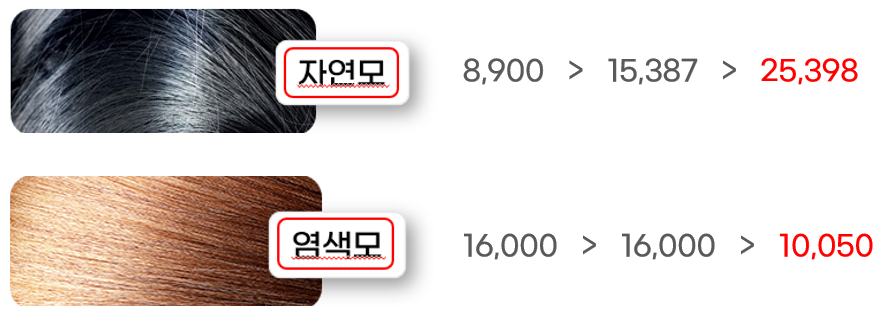 자연모 8,900 > 15,387 > 25,398
염색모 16,000 > 16,000 > 10,050